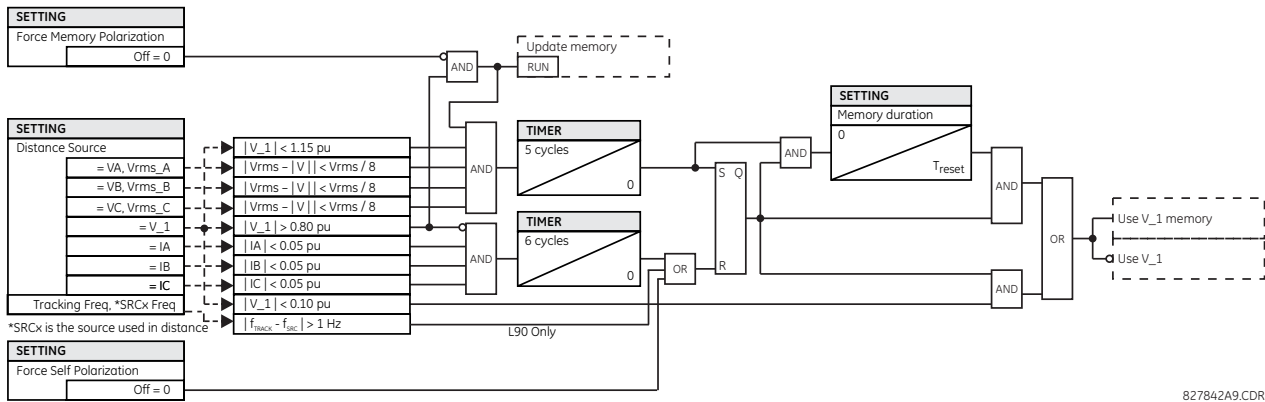 SETTING
Force Memory Polarization
Off = 0
AND
Update memory
RUN
SETTING
Distance Source
= VA, Vrms_A
= VB, Vrms_B
= VC, Vrms_C
= V_1
= IA
= IB
= IC
Tracking Freq, *SRCx Freq
*SRCx is the source used in distance
| V_1 | < 1.15 pu
| Vrms – | V | | < Vrms / 8
| Vrms – | V | | < Vrms / 8
| Vrms – | V | | < Vrms / 8
| V_1 | > 0.80 pu
| IA | < 0.05 pu
| IB | < 0.05 pu
| IC | < 0.05 pu
| V_1 | < 0.10 pu
| fTRACK - fSRC | > 1 Hz
L90 Only
AND
AND
TIMER
5 cycles
0
TIMER
6 cycles
0
OR
S Q
R
AND
SETTING
Memory duration
0
Treset
AND
AND
OR
Use V_1 memory
Use V_1
SETTING
Force Self Polarization
Off = 0
827842A9.CDR